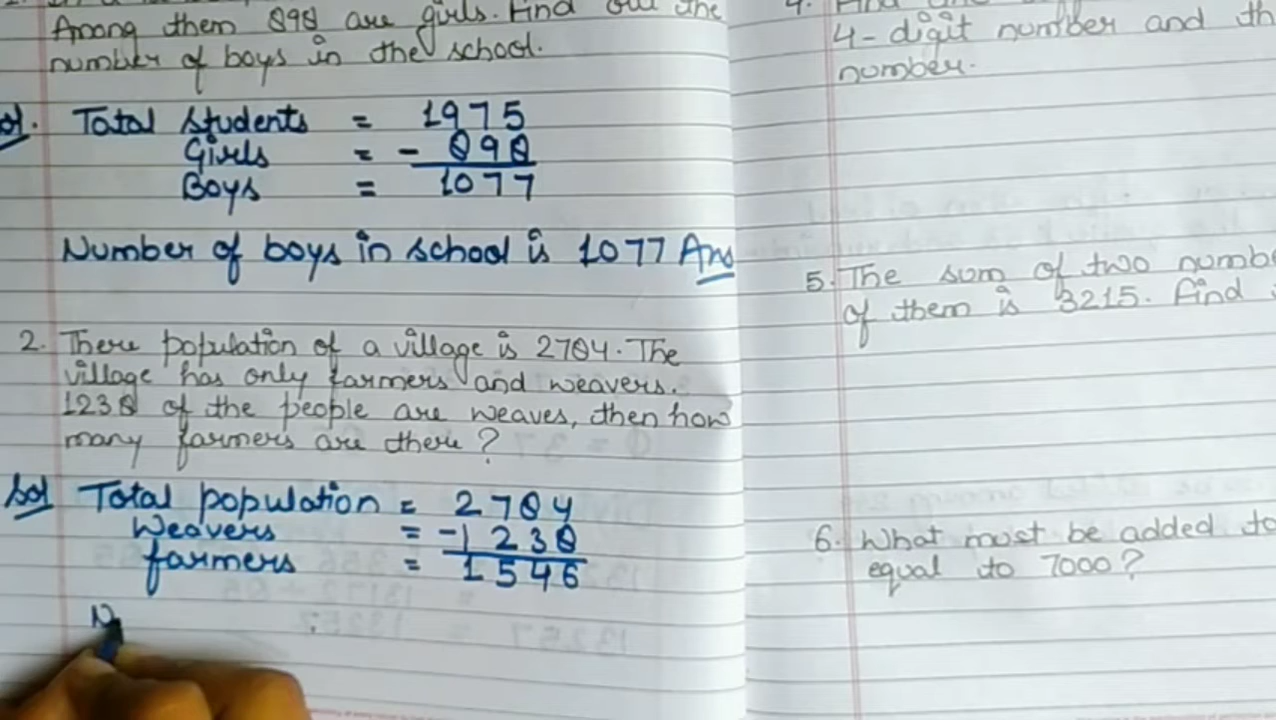 Among them 898 are girls. Find out the
number of boys in the school.
Sol. Total students = 1975
Girls = - 898
Boys = 1077
Number of boys in school is 1077 Ans
2. There population of a village is 2784. The
village has only farmers and weavers.
1238 of the people are weaves, then how
many farmers are there?
Sol Total population = 2784
Weavers = -1238
farmers = 1546
N
4.
4-digit number and th
number.
5. The sum of two numbe
of them is 3215. Find
6. What must be added to
equal to 7000?